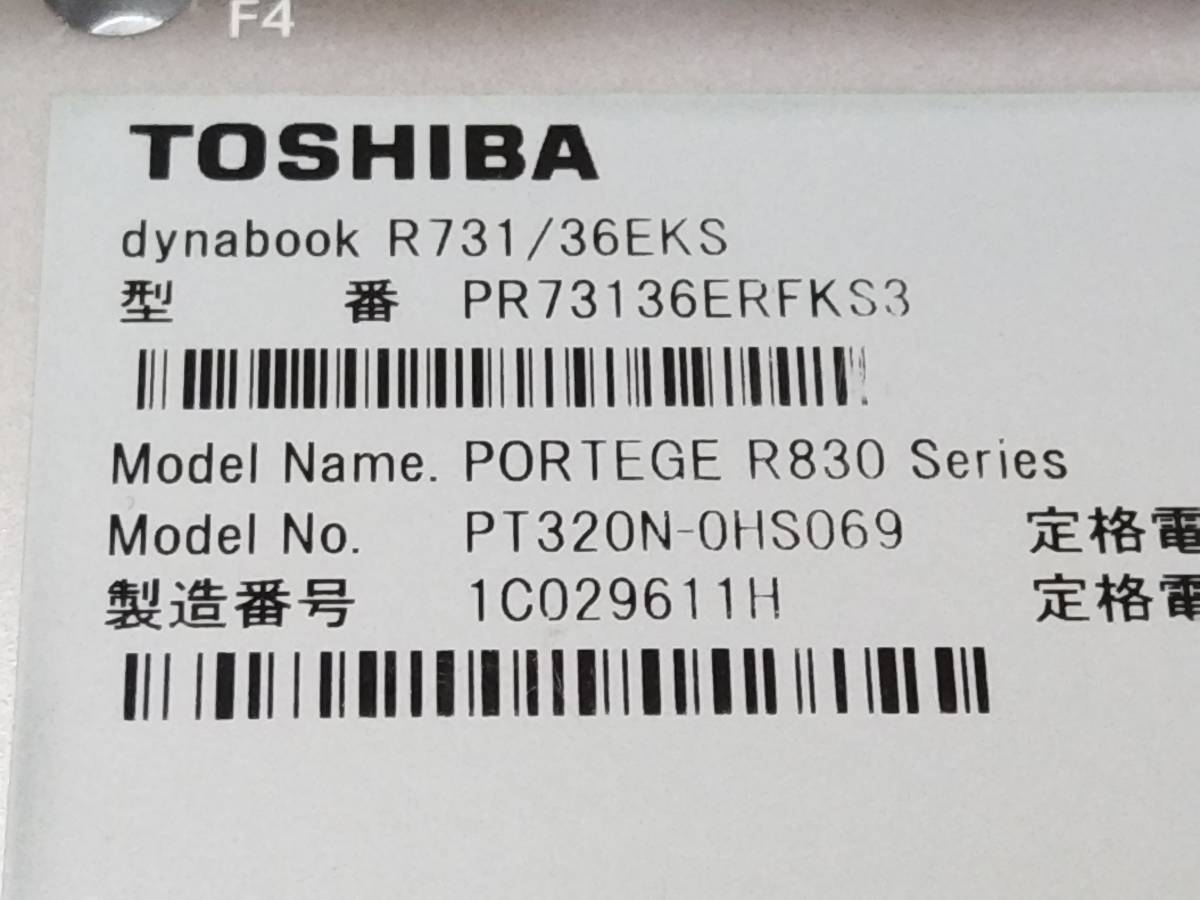 F4
TOSHIBA
dynabook R731/36EKS
型 番 PR73136ERFKS3
Model Name. PORTEGE R830 Series
Model No. PT320N-0HS069 定格電
製造番号 1C029611H 定格電